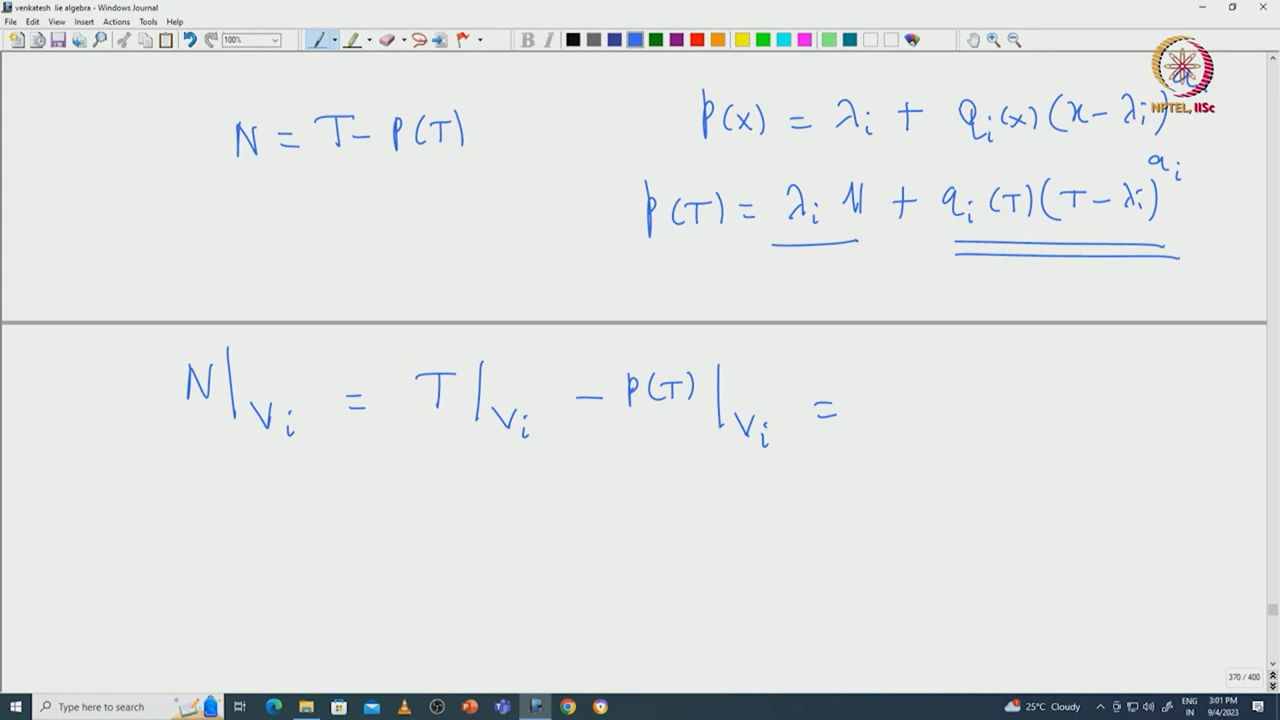 venkatesh lie algebra - Windows Journal
File Edit View Insert Actions Tools Help
100%
NPTEL, IISc
p(x) = λi + Qi(x)(x - λi)^ai
N = T - P(T)
p(T) = λi 𝟙 + qi(T)(T - λi)^ai
N|Vi = T|Vi - P(T)|Vi =
370 / 400
Type here to search
25°C Cloudy
ENG
IN
3:01 PM
9/4/2023